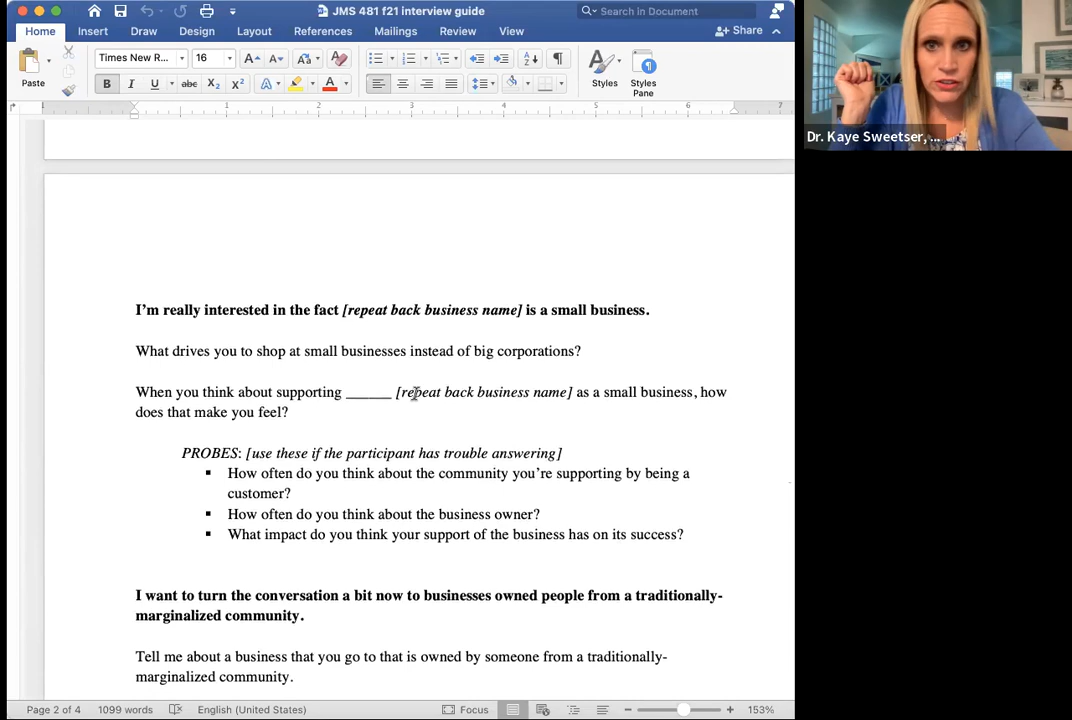 JMS 481 f21 interview guide
Search in Document
Home Insert Draw Design Layout References Mailings Review View Share
Times New R... 16
Paste
Styles
Styles Pane
1 1 2 3 4 5 6 7
I'm really interested in the fact [repeat back business name] is a small business.
What drives you to shop at small businesses instead of big corporations?
When you think about supporting ______ [repeat back business name] as a small business, how
does that make you feel?
PROBES: [use these if the participant has trouble answering]
▪ How often do you think about the community you're supporting by being a
customer?
▪ How often do you think about the business owner?
▪ What impact do you think your support of the business has on its success?
I want to turn the conversation a bit now to businesses owned people from a traditionally-
marginalized community.
Tell me about a business that you go to that is owned by someone from a traditionally-
marginalized community.
Page 2 of 4 1099 words English (United States) Focus 153%
Dr. Kaye Sweetser, ...